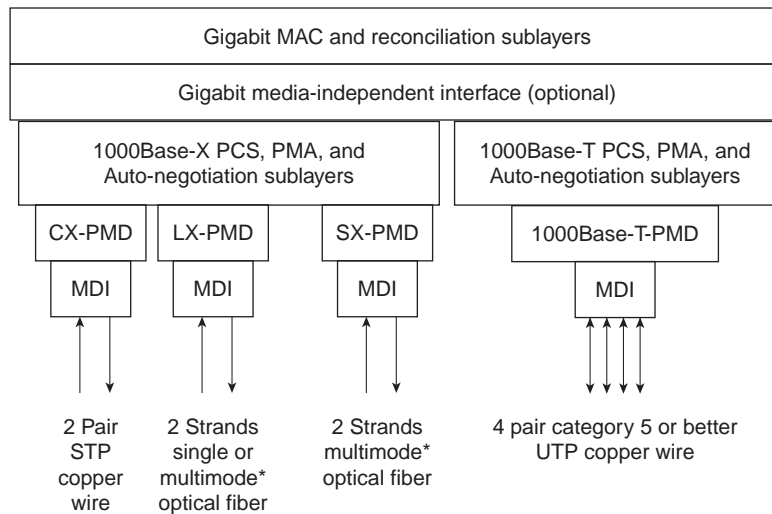 Gigabit MAC and reconciliation sublayers
Gigabit media-independent interface (optional)
1000Base-X PCS, PMA, and
Auto-negotiation sublayers
1000Base-T PCS, PMA, and
Auto-negotiation sublayers
CX-PMD
LX-PMD
SX-PMD
1000Base-T-PMD
MDI
MDI
MDI
MDI
2 Pair
STP
copper
wire
2 Strands
single or
multimode*
optical fiber
2 Strands
multimode*
optical fiber
4 pair category 5 or better
UTP copper wire